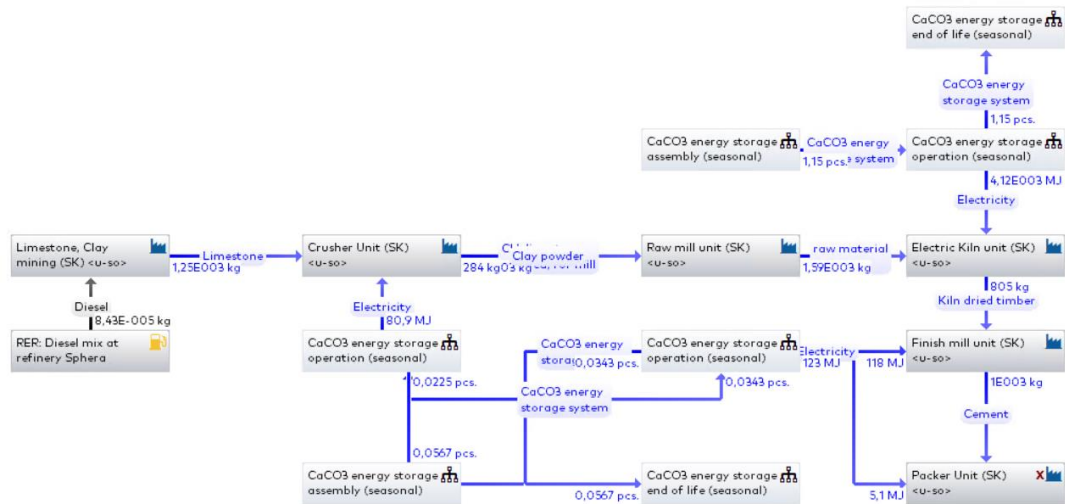 CaCO3 energy storage
end of life (seasonal)
CaCO3 energy
storage system
1,15 pcs.
CaCO3 energy storage
assembly (seasonal)
CaCO3 energy
system
1,15 pcs.
CaCO3 energy storage
operation (seasonal)
4,12E003 MJ
Electricity
Limestone, Clay
mining (SK) <u-so>
Limestone
1,25E003 kg
Crusher Unit (SK)
<u-so>
Clay powder
284 kg
Raw mill unit (SK)
<u-so>
raw material
1,59E003 kg
Electric Kiln unit (SK)
<u-so>
Diesel
8,43E-005 kg
Electricity
80,9 MJ
805 kg
Kiln dried timber
RER: Diesel mix at
refinery Sphera
CaCO3 energy storage
operation (seasonal)
CaCO3 energy
0,0343 pcs.
CaCO3 energy storage
operation (seasonal)
Electricity
123 MJ
118 MJ
Finish mill unit (SK)
<u-so>
0,0225 pcs.
CaCO3 energy
storage system
0,0343 pcs.
1E003 kg
Cement
0,0567 pcs.
CaCO3 energy storage
assembly (seasonal)
0,0567 pcs.
CaCO3 energy storage
end of life (seasonal)
5,1 MJ
Packer Unit (SK)
<u-so>
X